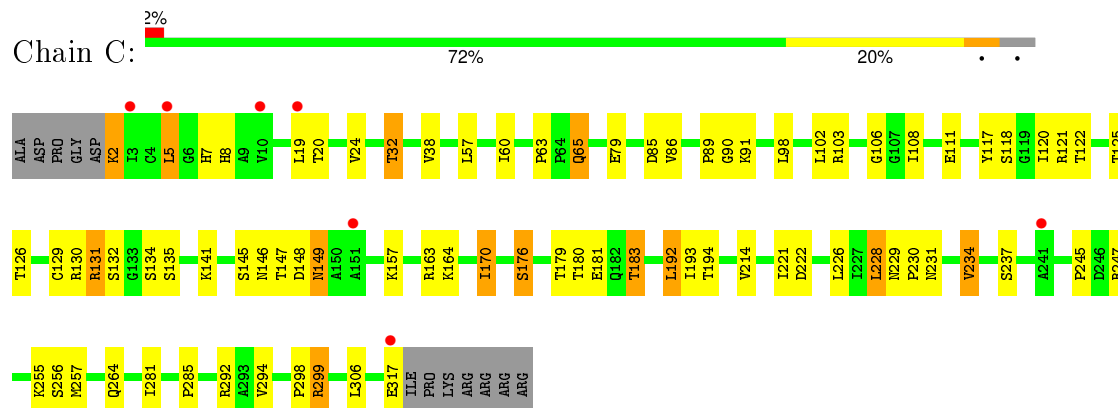 2%
Chain C:
72% 20% • •
ALA ASP PRO GLY ASP K2 I3 C4 L5 G6 H7 H8 A9 V10 L19 T20 V24 T32 V38 L57 I60 P63 P64 Q65 E79 D85 V86 P89 G90 K91 L98 L102 R103 G106 G107 I108 E111 Y117 S118 G119 I120 R121 T122 T125
T126 C129 R130 R131 S132 G133 S134 S135 K141 S145 N146 T147 D148 N149 A150 A151 K157 R163 K164 I170 S176 T179 T180 E181 Q182 T183 L192 I193 T194 V214 I221 D222 L226 I227 L228 N229 P230 N231 V234 S237 A241 P245 D246
K255 S256 M257 Q264 I281 P285 R292 A293 V294 P298 R299 L306 E317 ILE PRO LYS ARG ARG ARG ARG